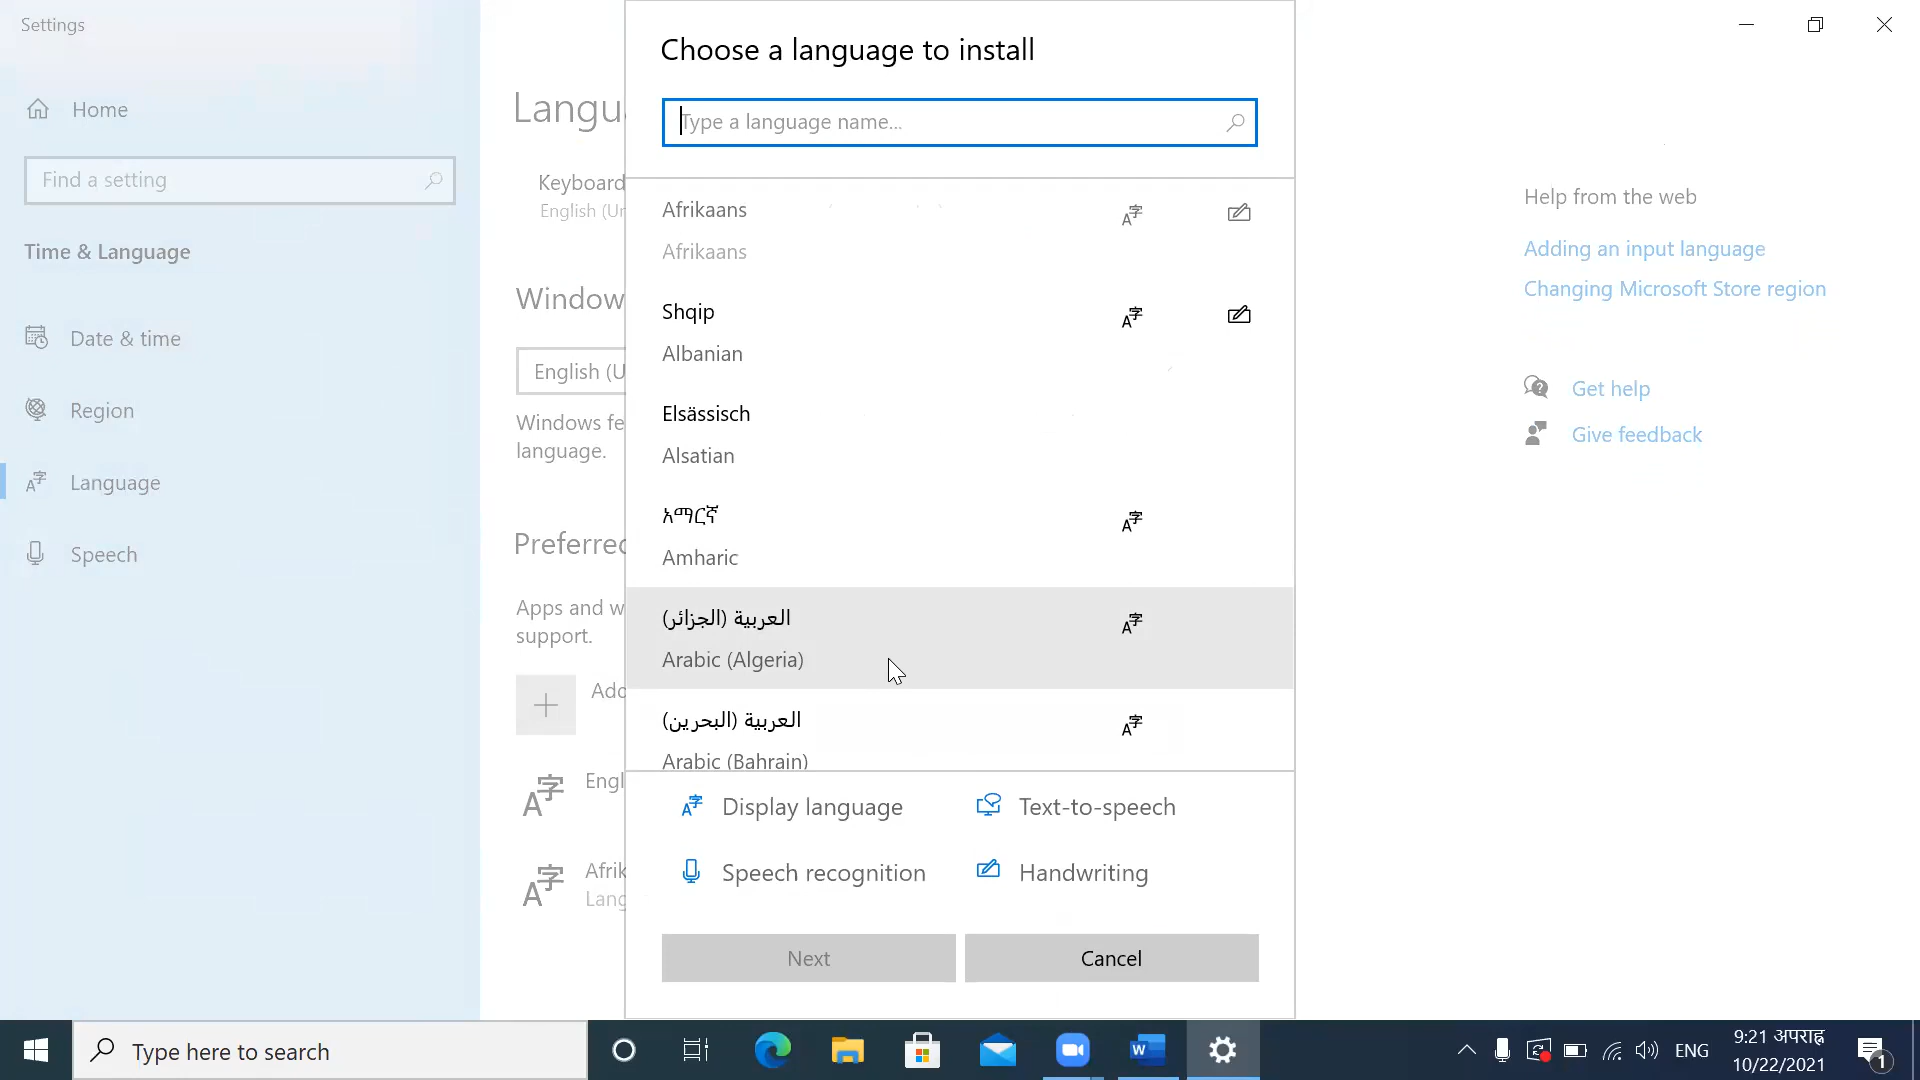 Settings
Home
Find a setting
Time & Language
Date & time
Region
Language
Speech
Langu
Keyboard
English (Ur
Window
English (U
Windows fe
language.
Preferred
Apps and w
support.
Add
Engl
Afrik
Lang
Choose a language to install
Type a language name...
Afrikaans
Afrikaans
Shqip
Albanian
Elsässisch
Alsatian
አማርኛ
Amharic
العربية (الجزائر)
Arabic (Algeria)
العربية (البحرين)
Arabic (Bahrain)
Display language
Text-to-speech
Speech recognition
Handwriting
Next
Cancel
Help from the web
Adding an input language
Changing Microsoft Store region
Get help
Give feedback
Type here to search
ENG
9:21 अपराह्न
10/22/2021
1